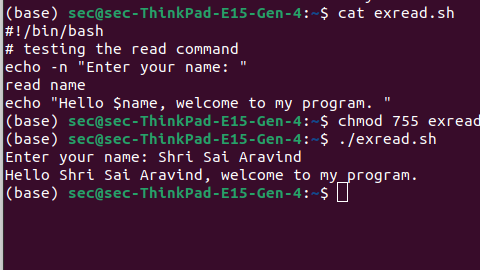 (base) sec@sec-ThinkPad-E15-Gen-4:~$ cat exread.sh
#!/bin/bash
# testing the read command
echo -n "Enter your name: "
read name
echo "Hello $name, welcome to my program. "
(base) sec@sec-ThinkPad-E15-Gen-4:~$ chmod 755 exread
(base) sec@sec-ThinkPad-E15-Gen-4:~$ ./exread.sh
Enter your name: Shri Sai Aravind
Hello Shri Sai Aravind, welcome to my program.
(base) sec@sec-ThinkPad-E15-Gen-4:~$